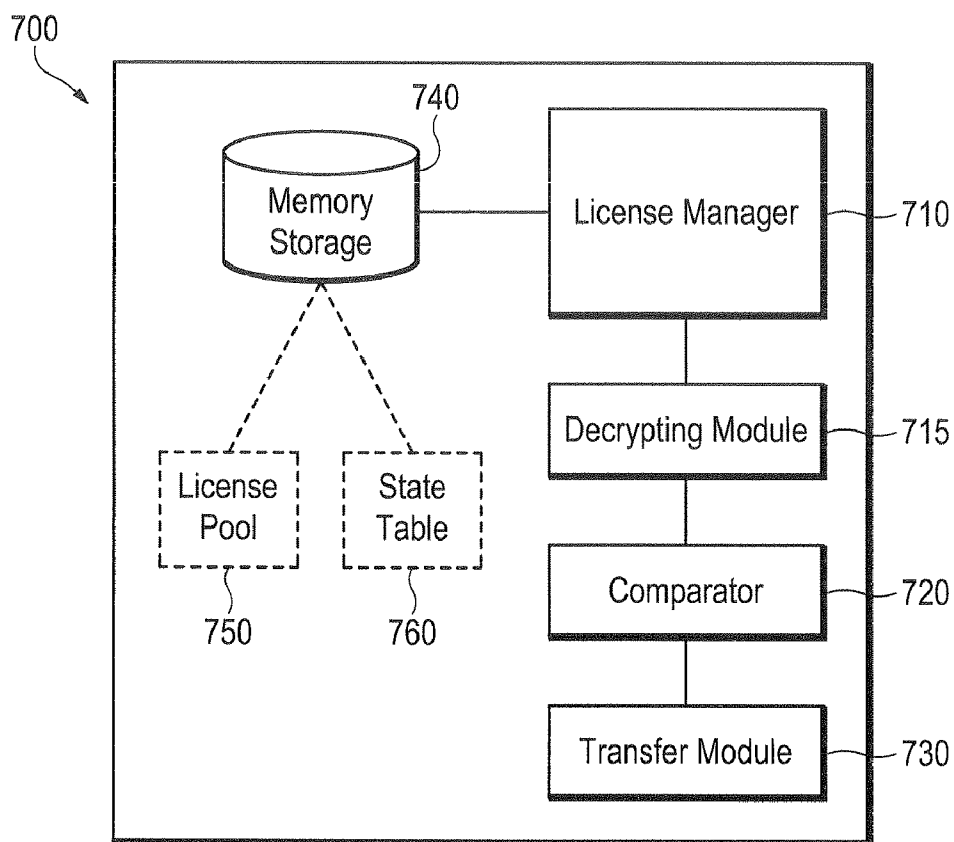 700
740
Memory
Storage
License Manager
710
Decrypting Module
715
License
Pool
State
Table
750
760
Comparator
720
Transfer Module
730